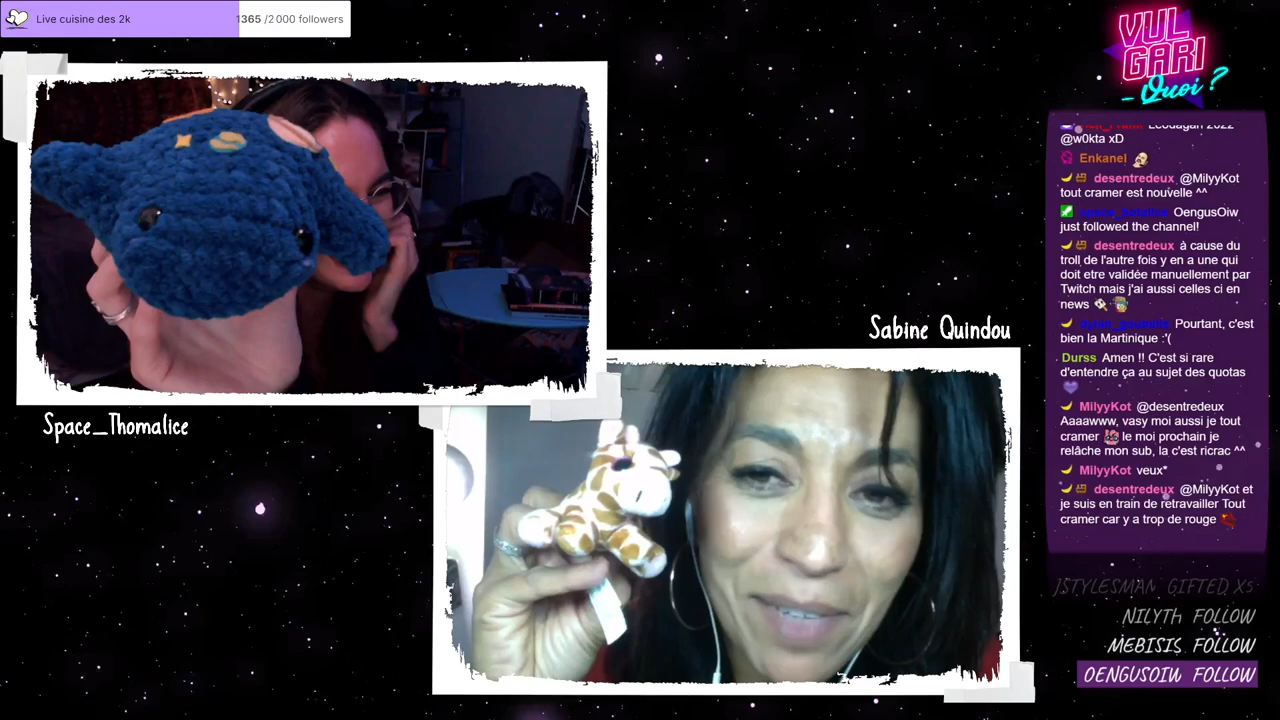 Live cuisine des 2k
1365 /2 000 followers
VUL
GARI
- Quoi ?
Ecodagan 2022
@w0kta xD
Enkanel
desentredeux @MilyyKot
tout cramer est nouvelle ^^
OengusOiw
just followed the channel!
desentredeux à cause du
troll de l'autre fois y en a une qui
doit etre validée manuellement par
Twitch mais j'ai aussi celles ci en
news
Pourtant, c'est
bien la Martinique :'(
Durss Amen !! C'est si rare
d'entendre ça au sujet des quotas
MilyyKot @desentredeux
Aaaawww, vasy moi aussi je tout
cramer le moi prochain je
relâche mon sub, la c'est ricrac ^^
MilyyKot veux*
desentredeux @MilyyKot et
je suis en train de retravailler Tout
cramer car y a trop de rouge
Sabine Quindou
Space_Thomalice
JSTYLESMAN GIFTED X5
NILYTH FOLLOW
MEBISIS FOLLOW
OENGUSOIW FOLLOW